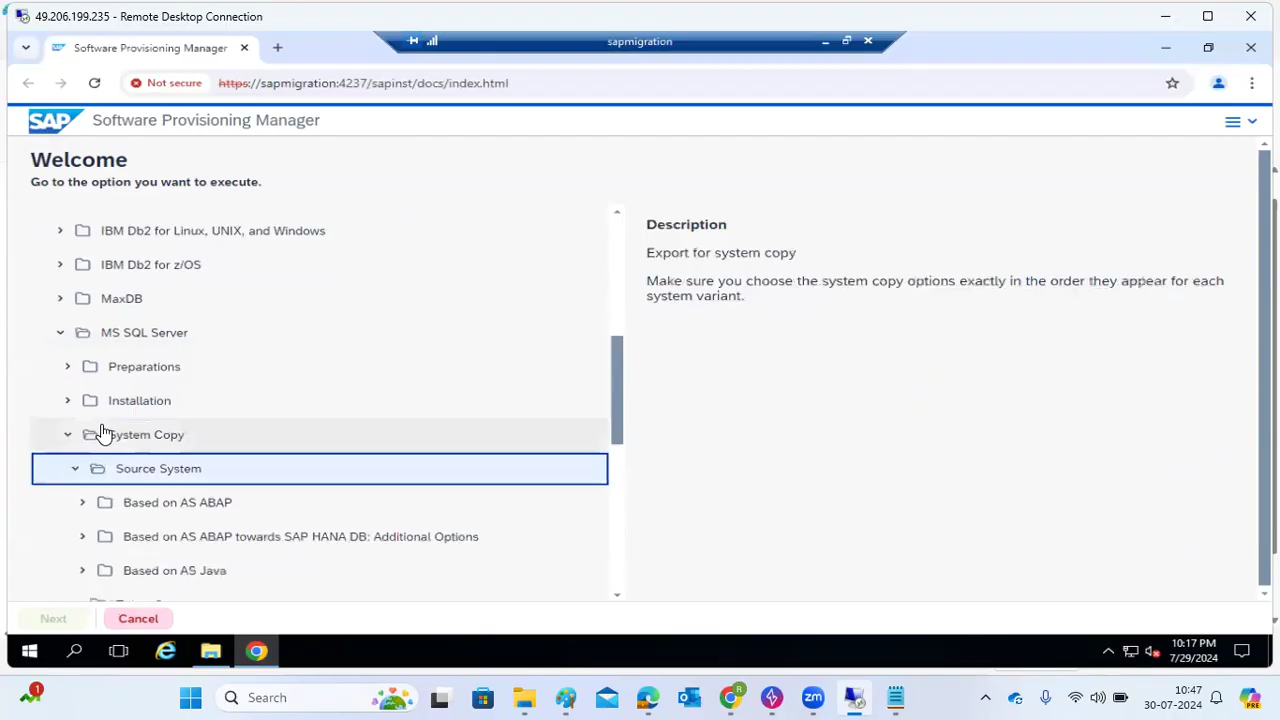 49.206.199.235 - Remote Desktop Connection
Software Provisioning Manager
sapmigration
Not secure
https://sapmigration:4237/sapinst/docs/index.html
SAP
Software Provisioning Manager
Welcome
Go to the option you want to execute.
IBM Db2 for Linux, UNIX, and Windows
IBM Db2 for z/OS
MaxDB
MS SQL Server
Preparations
Installation
System Copy
Source System
Based on AS ABAP
Based on AS ABAP towards SAP HANA DB: Additional Options
Based on AS Java
Description
Export for system copy
Make sure you choose the system copy options exactly in the order they appear for each
system variant.
Next
Cancel
10:17 PM
7/29/2024
1
Search
R
zm
10:47
30-07-2024
PRE